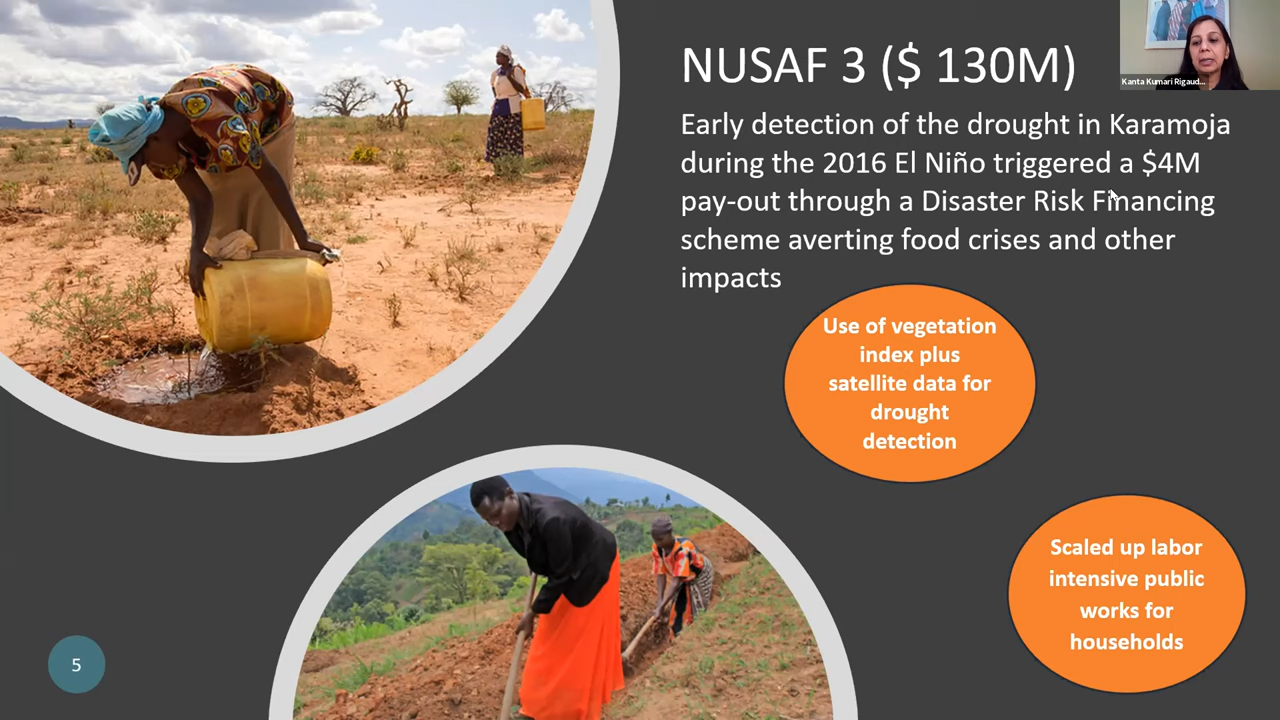 NUSAF 3 ($ 130M)
Kanta Kumari Rigaud...
Early detection of the drought in Karamoja
during the 2016 El Niño triggered a $4M
pay-out through a Disaster Risk Financing
scheme averting food crises and other
impacts
Use of vegetation
index plus
satellite data for
drought
detection
Scaled up labor
intensive public
works for
households
5